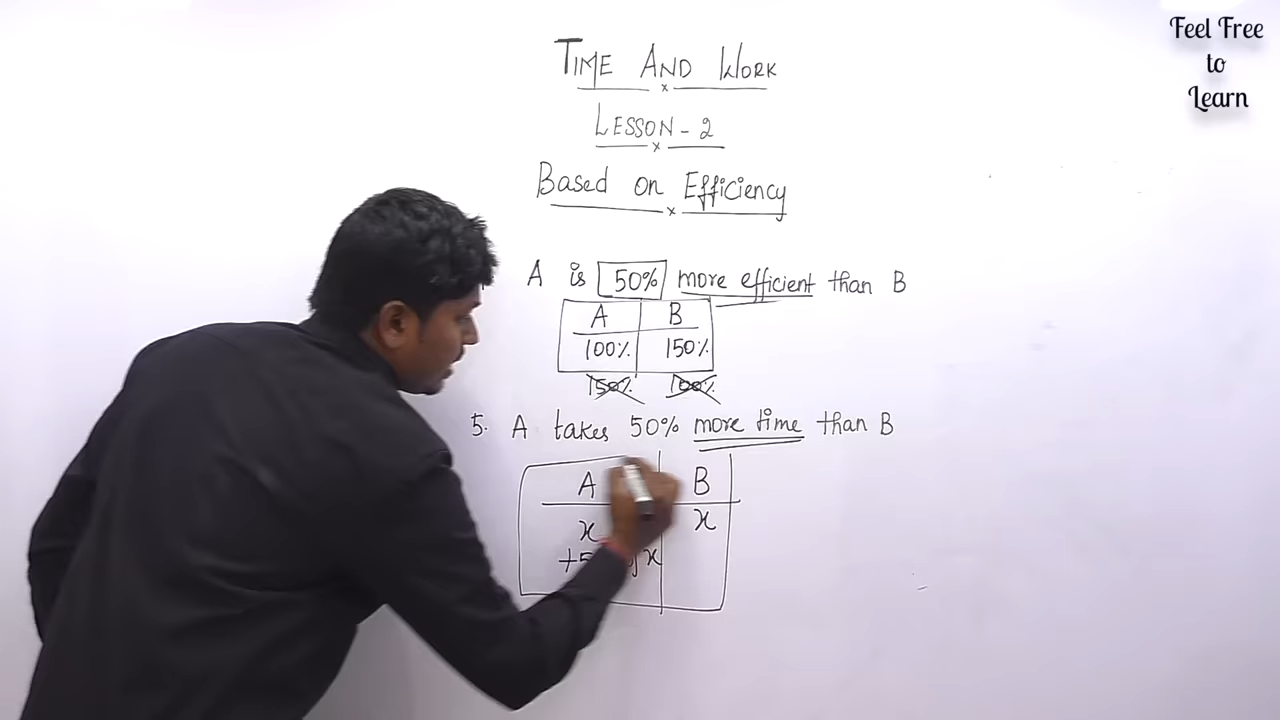 Feel Free
to
Learn
TIME AND WORK
LESSON - 2
Based on Efficiency
A is 50% more efficient than B
A B
100% 150%
150% 100%
5. A takes 50% more time than B
A B
x x
x